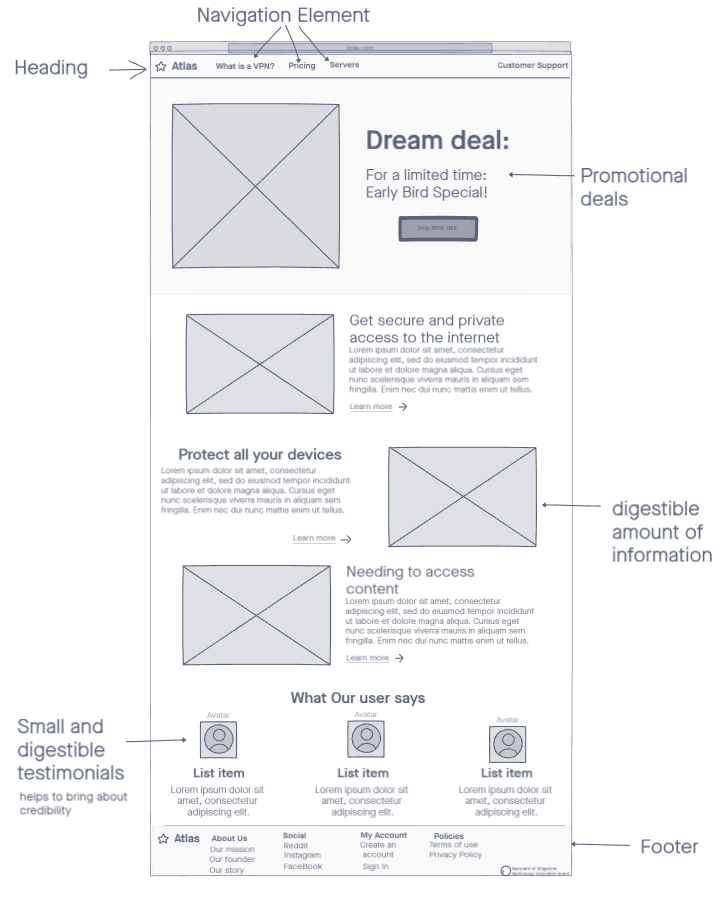 Navigation Element
Atlas.com
Heading
Atlas What is a VPN? Pricing Servers Customer Support
Dream deal:
For a limited time:
Early Bird Special!
Promotional
deals
Only OFF
Get secure and private
access to the internet
Lorem ipsum dolor sit amet, consectetur
adipiscing elit, sed do eiusmod tempor incididunt
ut labore et dolore magna aliqua. Cursus eget
nunc scelerisque viverra mauris in aliquam sem
fringilla. Enim nec dui nunc mattis enim ut tellus.
Learn more
Protect all your devices
Lorem ipsum dolor sit amet, consectetur
adipiscing elit, sed do eiusmod tempor incididunt
ut labore et dolore magna aliqua. Cursus eget
nunc scelerisque viverra mauris in aliquam sem
fringilla. Enim nec dui nunc mattis enim ut tellus.
Learn more
digestible
amount of
information
Needing to access
content
Lorem ipsum dolor sit amet, consectetur
adipiscing elit, sed do eiusmod tempor incididunt
ut labore et dolore magna aliqua. Cursus eget
nunc scelerisque viverra mauris in aliquam sem
fringilla. Enim nec dui nunc mattis enim ut tellus.
Learn more
What Our user says
Small and
digestible
testimonials
helps to bring about
credibility
Avatar
List item
Lorem ipsum dolor sit
amet, consectetur
adipiscing elit.
Avatar
List item
Lorem ipsum dolor sit
amet, consectetur
adipiscing elit.
Avatar
List item
Lorem ipsum dolor sit
amet, consectetur
adipiscing elit.
Atlas
About Us
Our mission
Our founder
Our story
Social
Reddit
Instagram
FaceBook
My Account
Create an
account
Sign In
Policies
Terms of use
Privacy Policy
Recipient of Singapore
Technology Innovation award
Footer